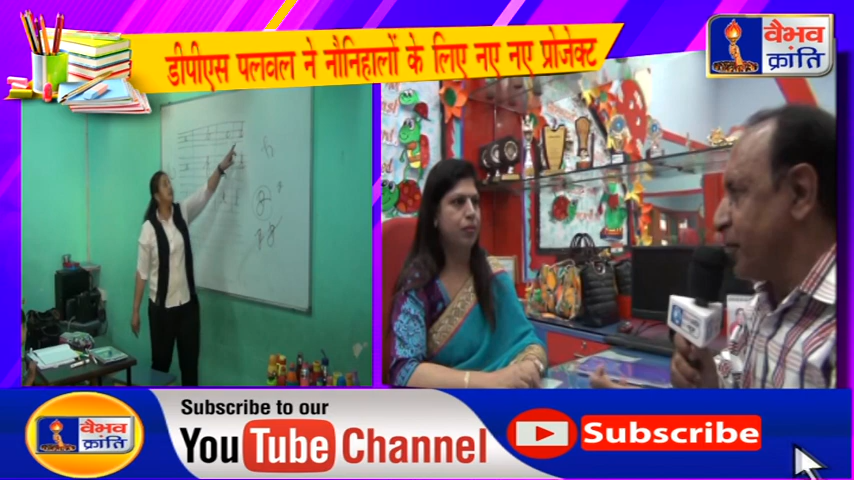 डीपीएस पलवल ने नौनिहालों के लिए नए नए प्रोजेक्ट
वैभव
क्रांति
वैभव
क्रांति
Subscribe to our
YouTube Channel
Subscribe